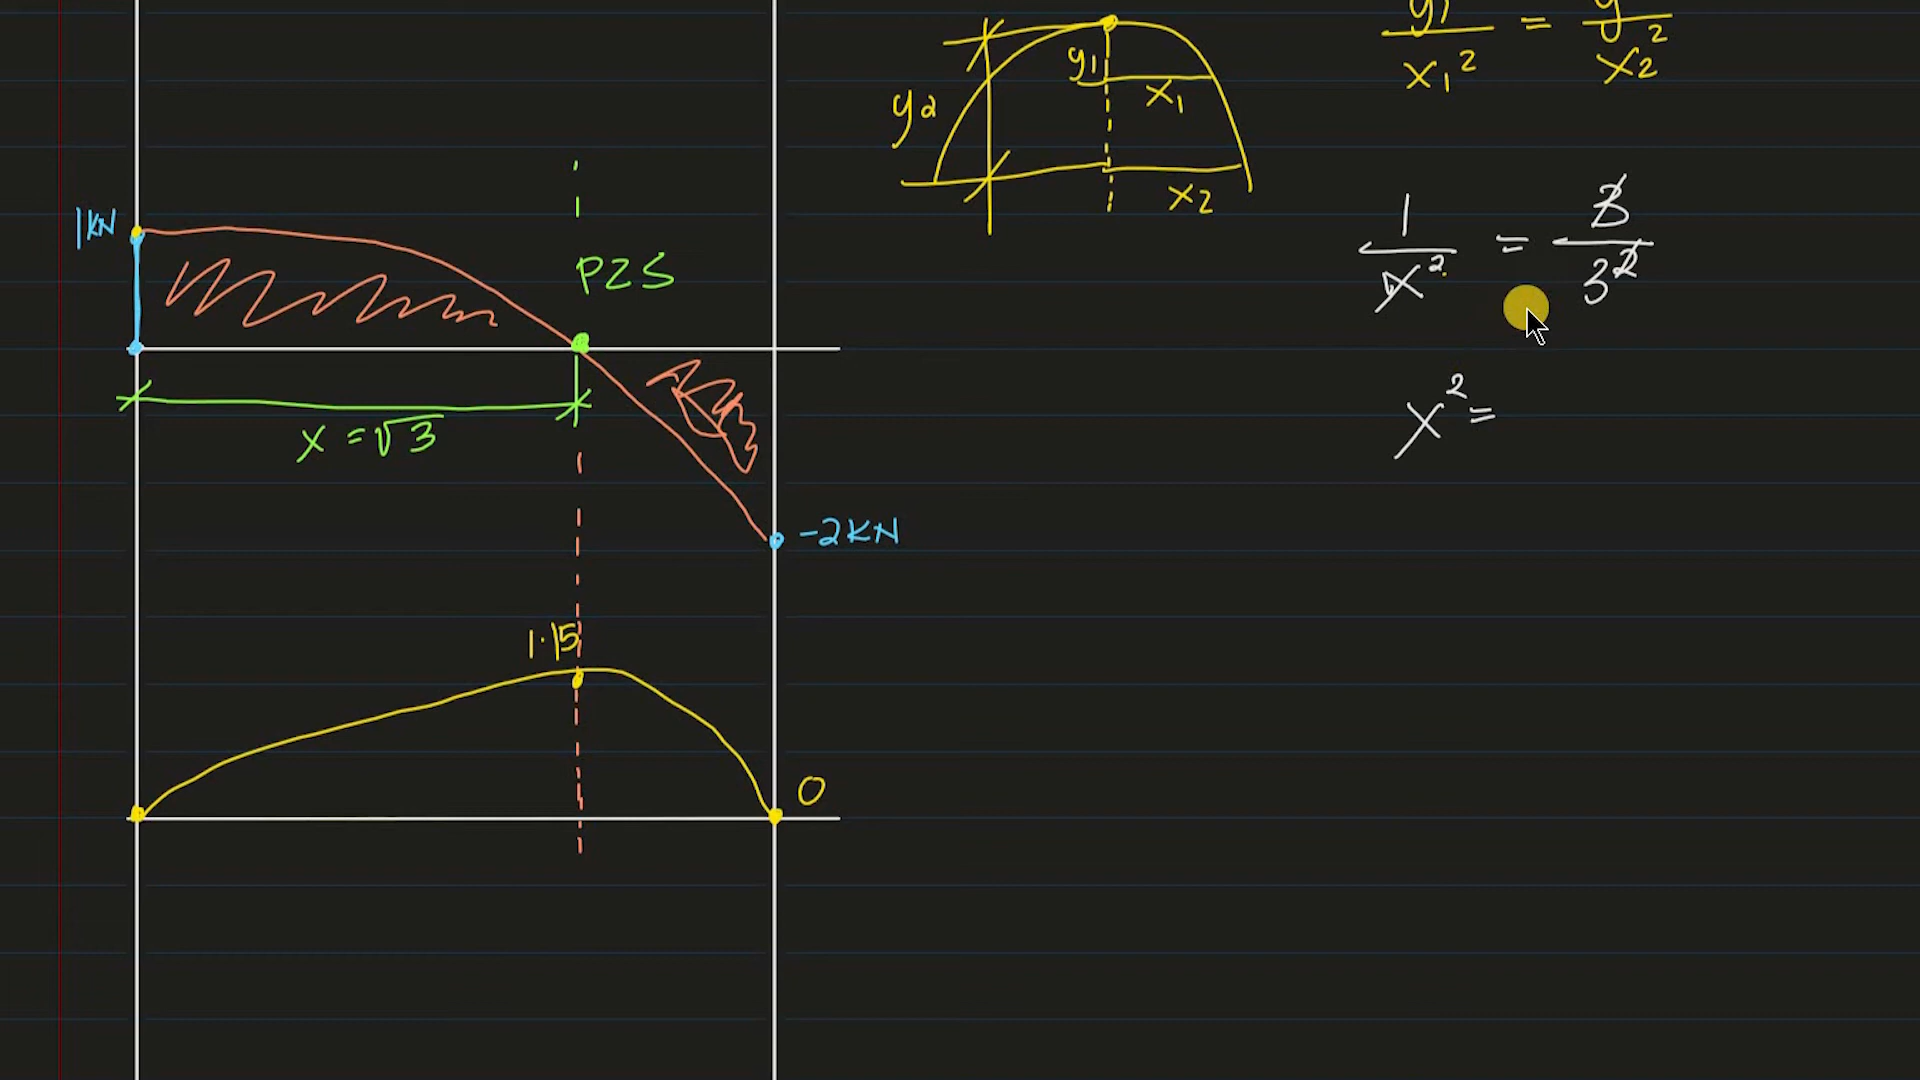 y1/x1² = y/x2²
y1
x1
y2
x2
1KN
PZS
1/x² = 3/3²
x = √3
x² =
-2KN
1.15
0